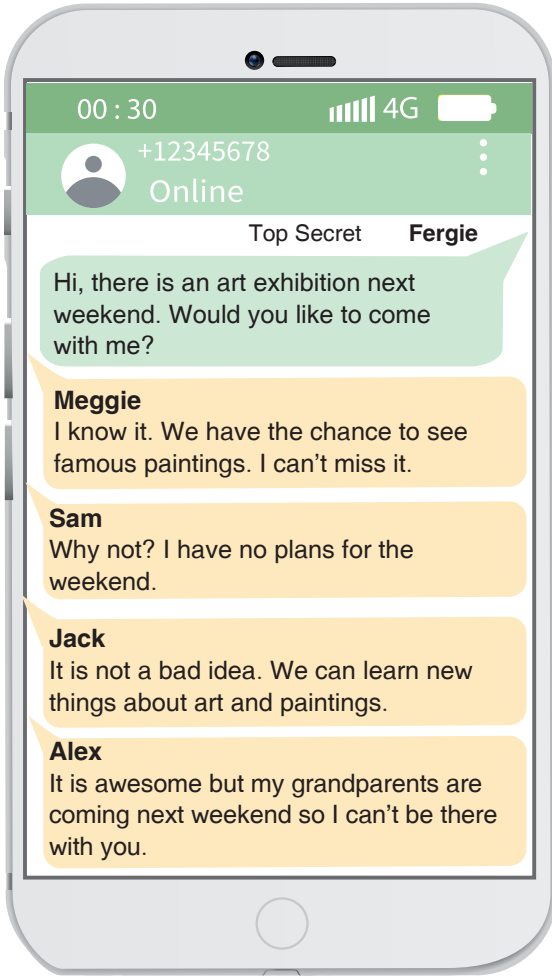 00 : 30 4G
+12345678
Online
Top Secret Fergie
Hi, there is an art exhibition next
weekend. Would you like to come
with me?
Meggie
I know it. We have the chance to see
famous paintings. I can't miss it.
Sam
Why not? I have no plans for the
weekend.
Jack
It is not a bad idea. We can learn new
things about art and paintings.
Alex
It is awesome but my grandparents are
coming next weekend so I can't be there
with you.